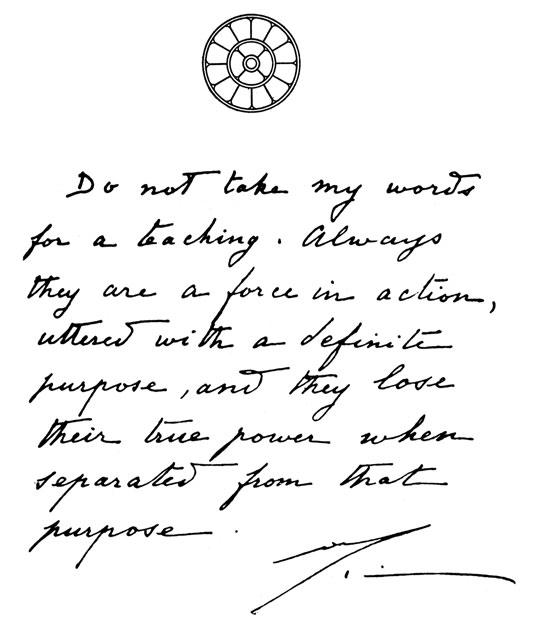 Do not take my words
for a teaching. Always
they are a force in action,
uttered with a definite
purpose, and they lose
their true power when
separated from that
purpose.